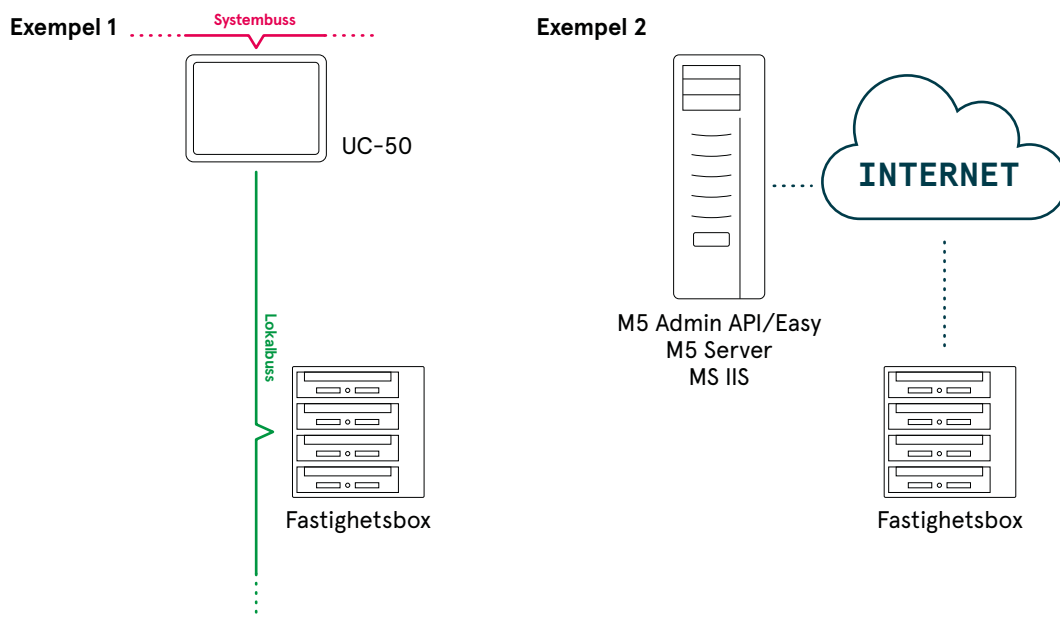 Exempel 1
Systembuss
UC-50
Lokalbuss
Fastighetsbox
Exempel 2
INTERNET
M5 Admin API/Easy
M5 Server
MS IIS
Fastighetsbox